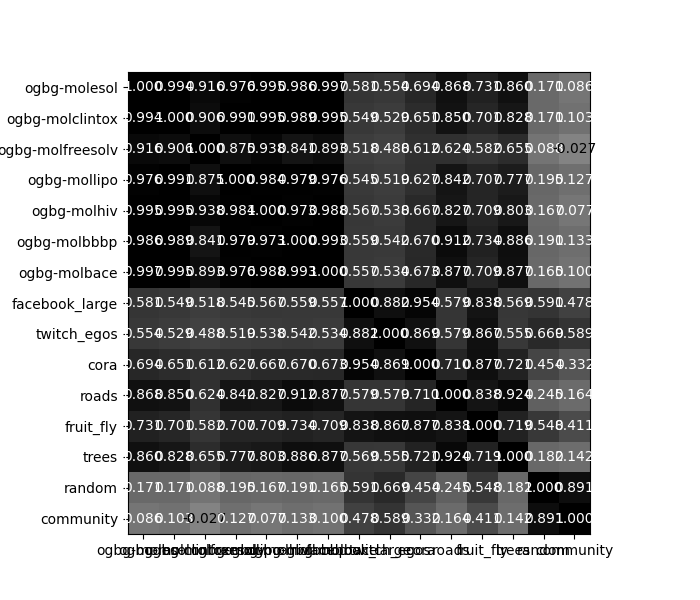 ogbg-molesol 1.000 0.994 0.916 0.976 0.995 0.986 0.997 0.581 0.554 0.694 0.868 0.731 0.860 0.171 0.086
ogbg-molclintox 0.994 1.000 0.906 0.991 0.995 0.989 0.995 0.549 0.529 0.651 0.850 0.701 0.828 0.171 0.103
ogbg-molfreesolv 0.916 0.906 1.000 0.875 0.938 0.841 0.893 0.518 0.488 0.612 0.624 0.582 0.655 0.088 -0.027
ogbg-mollipo 0.976 0.991 0.875 1.000 0.984 0.979 0.976 0.545 0.519 0.627 0.842 0.707 0.777 0.195 0.127
ogbg-molhiv 0.995 0.995 0.938 0.984 1.000 0.973 0.988 0.567 0.538 0.667 0.827 0.709 0.803 0.167 0.077
ogbg-molbbbp 0.986 0.989 0.841 0.979 0.973 1.000 0.993 0.559 0.542 0.670 0.912 0.734 0.886 0.191 0.133
ogbg-molbace 0.997 0.995 0.893 0.976 0.988 0.993 1.000 0.557 0.534 0.673 0.877 0.709 0.877 0.165 0.100
facebook_large 0.581 0.549 0.518 0.545 0.567 0.559 0.557 1.000 0.882 0.954 0.579 0.838 0.569 0.591 0.478
twitch_egos 0.554 0.529 0.488 0.519 0.538 0.542 0.534 0.882 1.000 0.869 0.579 0.867 0.555 0.669 0.589
cora 0.694 0.651 0.612 0.627 0.667 0.670 0.673 0.954 0.869 1.000 0.710 0.877 0.721 0.454 0.332
roads 0.868 0.850 0.624 0.842 0.827 0.912 0.877 0.579 0.579 0.710 1.000 0.838 0.924 0.245 0.164
fruit_fly 0.731 0.701 0.582 0.707 0.709 0.734 0.709 0.838 0.867 0.877 0.838 1.000 0.719 0.548 0.411
trees 0.860 0.828 0.655 0.777 0.803 0.886 0.877 0.569 0.555 0.721 0.924 0.719 1.000 0.182 0.142
random 0.171 0.171 0.088 0.195 0.167 0.191 0.165 0.591 0.669 0.454 0.245 0.548 0.182 1.000 0.891
community 0.086 0.103 -0.027 0.127 0.077 0.133 0.100 0.478 0.589 0.332 0.164 0.411 0.142 0.891 1.000
cora roads fruit_fly trees random community